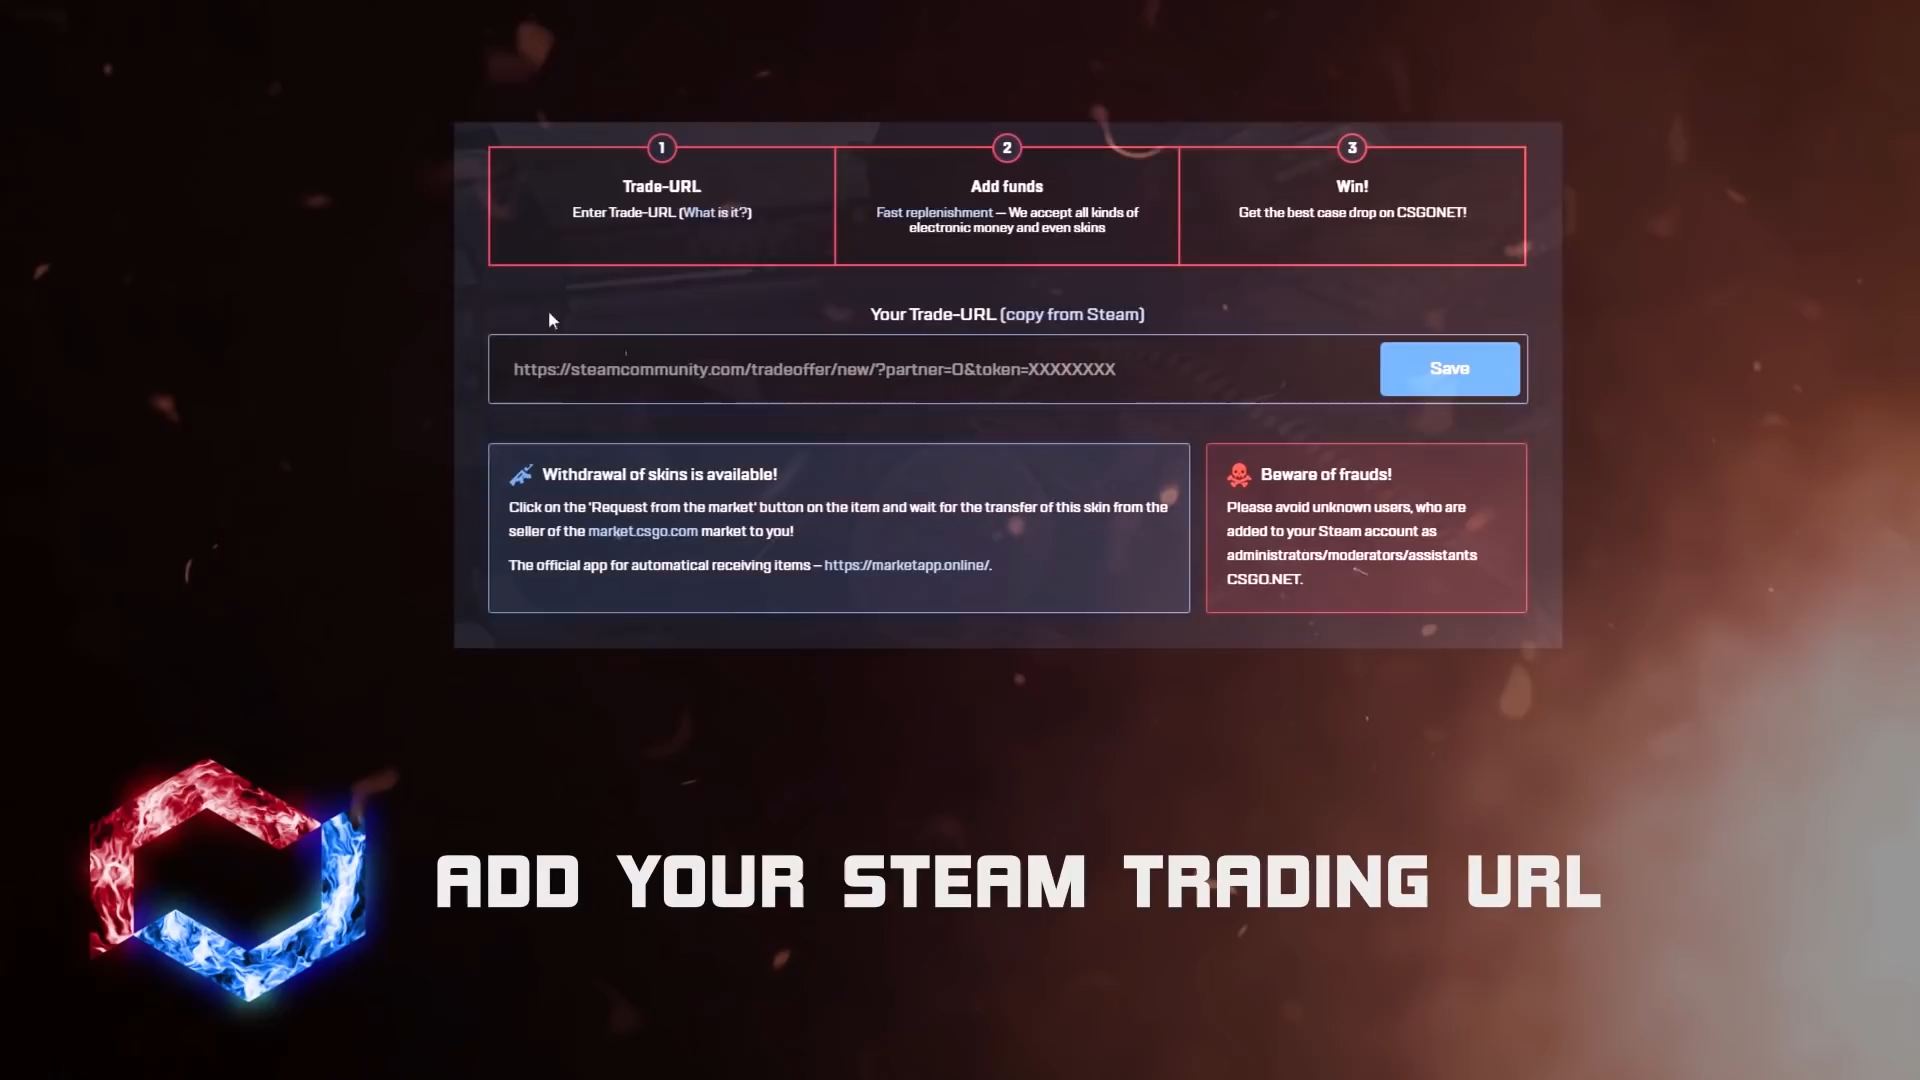 1
Trade-URL
Enter Trade-URL (What is it?)
2
Add funds
Fast replenishment — We accept all kinds of
electronic money and even skins
3
Win!
Get the best case drop on CSGONET!
Your Trade-URL (copy from Steam)
https://steamcommunity.com/tradeoffer/new/?partner=0&token=XXXXXXXX
Save
Withdrawal of skins is available!
Click on the 'Request from the market' button on the item and wait for the transfer of this skin from the
seller of the market.csgo.com market to you!
The official app for automatical receiving items – https://marketapp.online/.
Beware of frauds!
Please avoid unknown users, who are
added to your Steam account as
administrators/moderators/assistants
CSGO.NET.
ADD YOUR STEAM TRADING URL